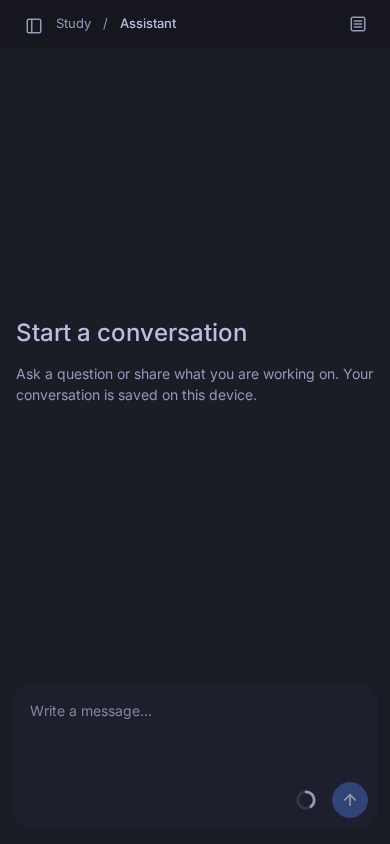 Study / Assistant
Start a conversation
Ask a question or share what you are working on. Your
conversation is saved on this device.
Write a message...